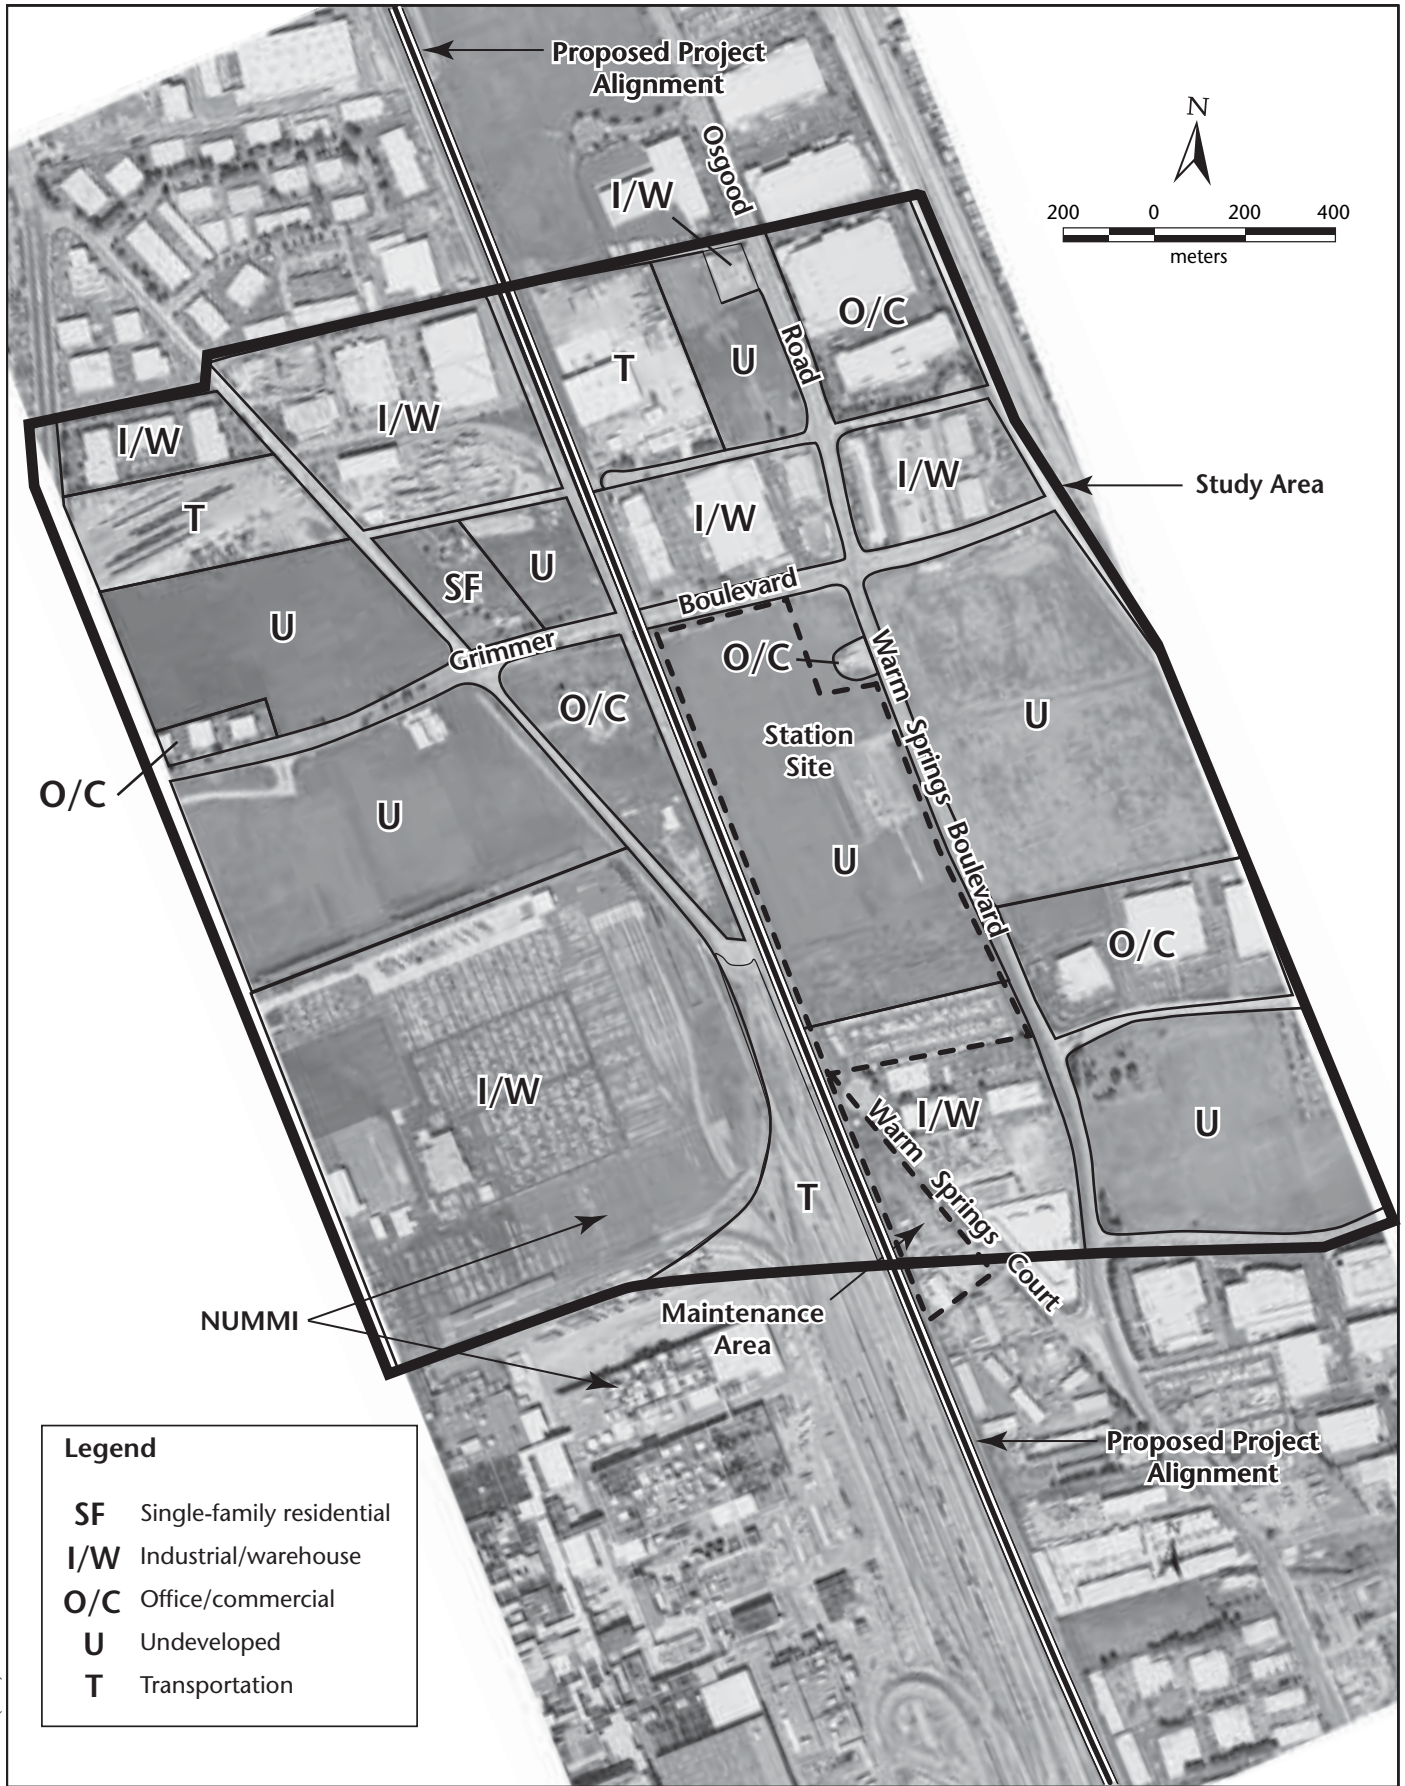 Proposed Project
Alignment
N
200 0 200 400
meters
Osgood
I/W
O/C
Road
T
U
I/W
I/W
I/W
I/W
Study Area
T
I/W
U
SF
Boulevard
U
Grimmer
O/C
Warm
O/C
U
Station
Site
Springs
O/C
U
Boulevard
U
O/C
I/W
Warm
I/W
U
T
Springs
Court
NUMMI
Maintenance
Area
Proposed Project
Alignment
N
Legend
SF Single-family residential
I/W Industrial/warehouse
O/C Office/commercial
U Undeveloped
T Transportation